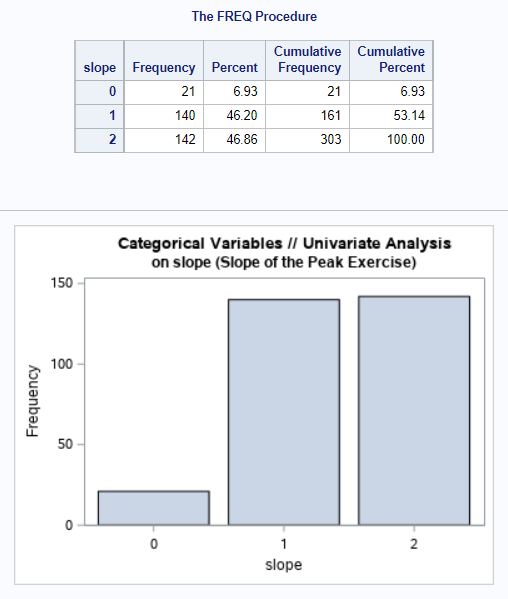 The FREQ Procedure
slope Frequency Percent Cumulative Frequency Cumulative Percent
0 21 6.93 21 6.93
1 140 46.20 161 53.14
2 142 46.86 303 100.00
Categorical Variables // Univariate Analysis
on slope (Slope of the Peak Exercise)
Frequency
150
100
50
0
0 1 2
slope